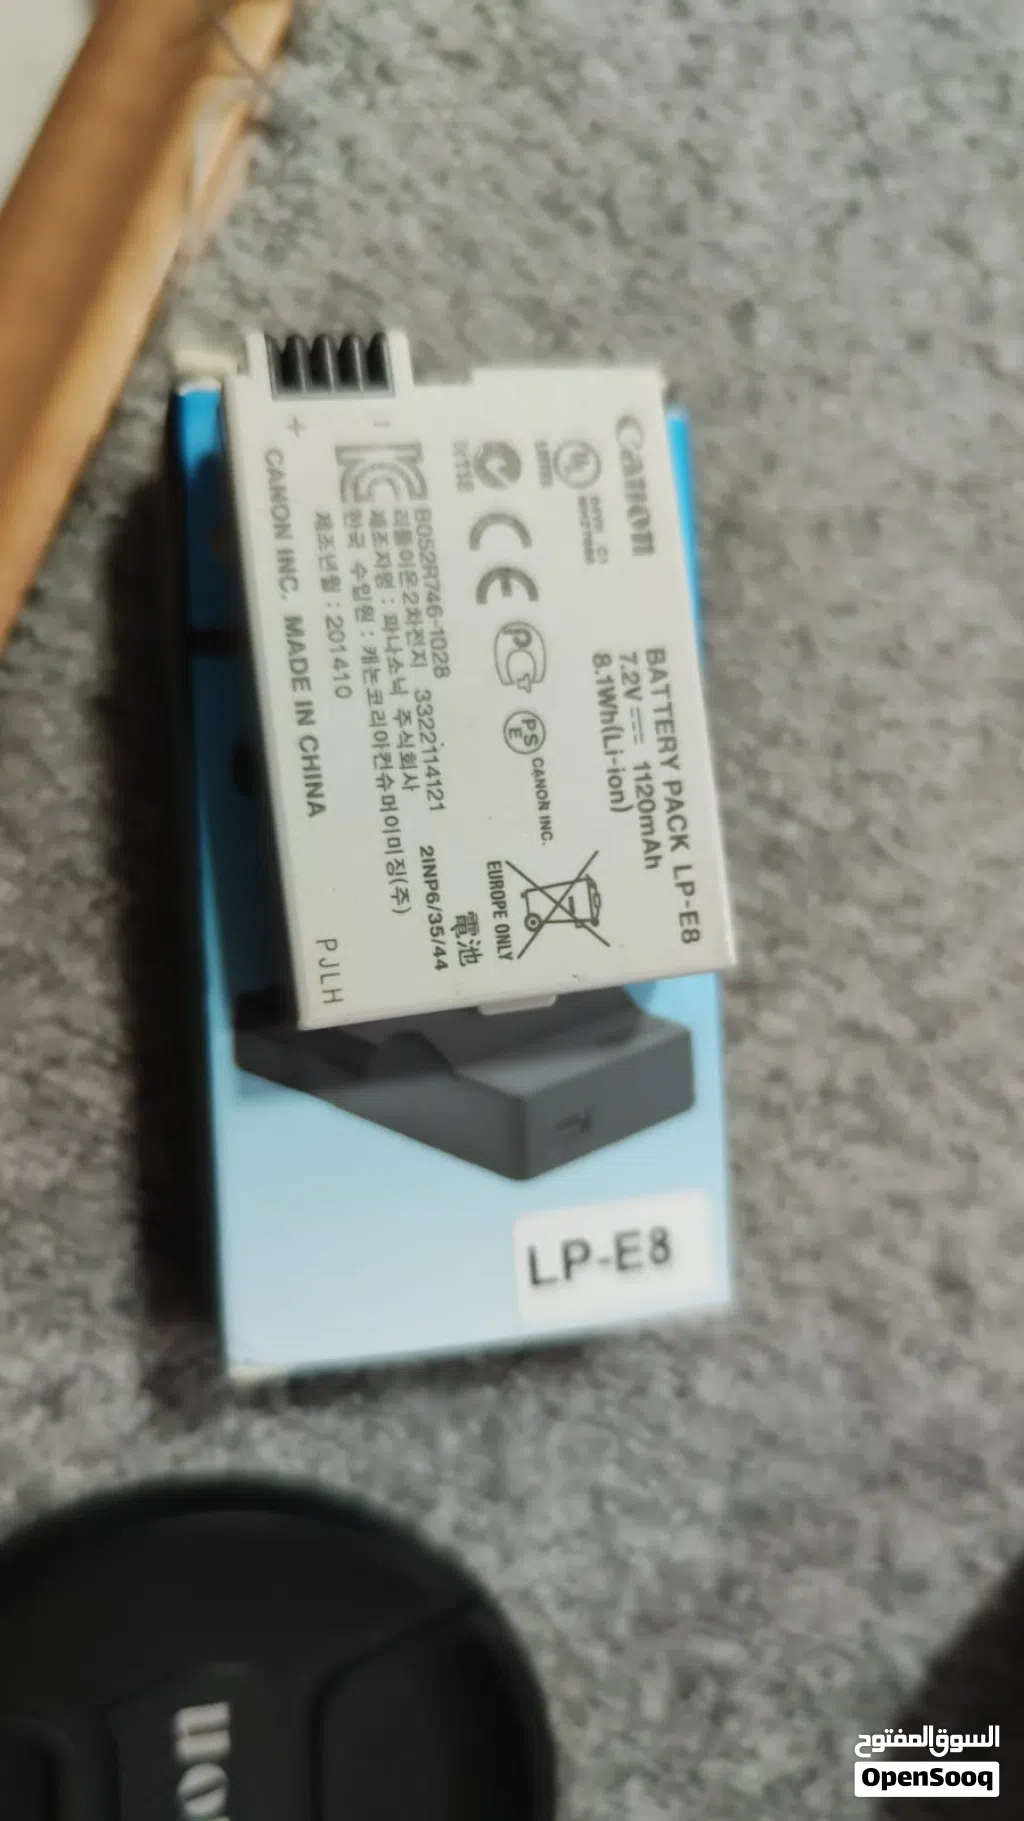 Canon
BATTERY PACK LP-E8
7.2V 1120mAh
8.1Wh(Li-ion)
CE
PS
E
CANON INC.
EUROPE ONLY
電池
B0S2R746-1028
리튬이온2차전지 3322114121 2INP6/35/44
제조자명 : 파나소닉 주식회사
한국 수입원 : 캐논코리아컨슈머이미징(주)
제조년월 : 201410
+ CANON INC. MADE IN CHINA PJLH
LP-E8
السوق المفتوح
OpenSooq